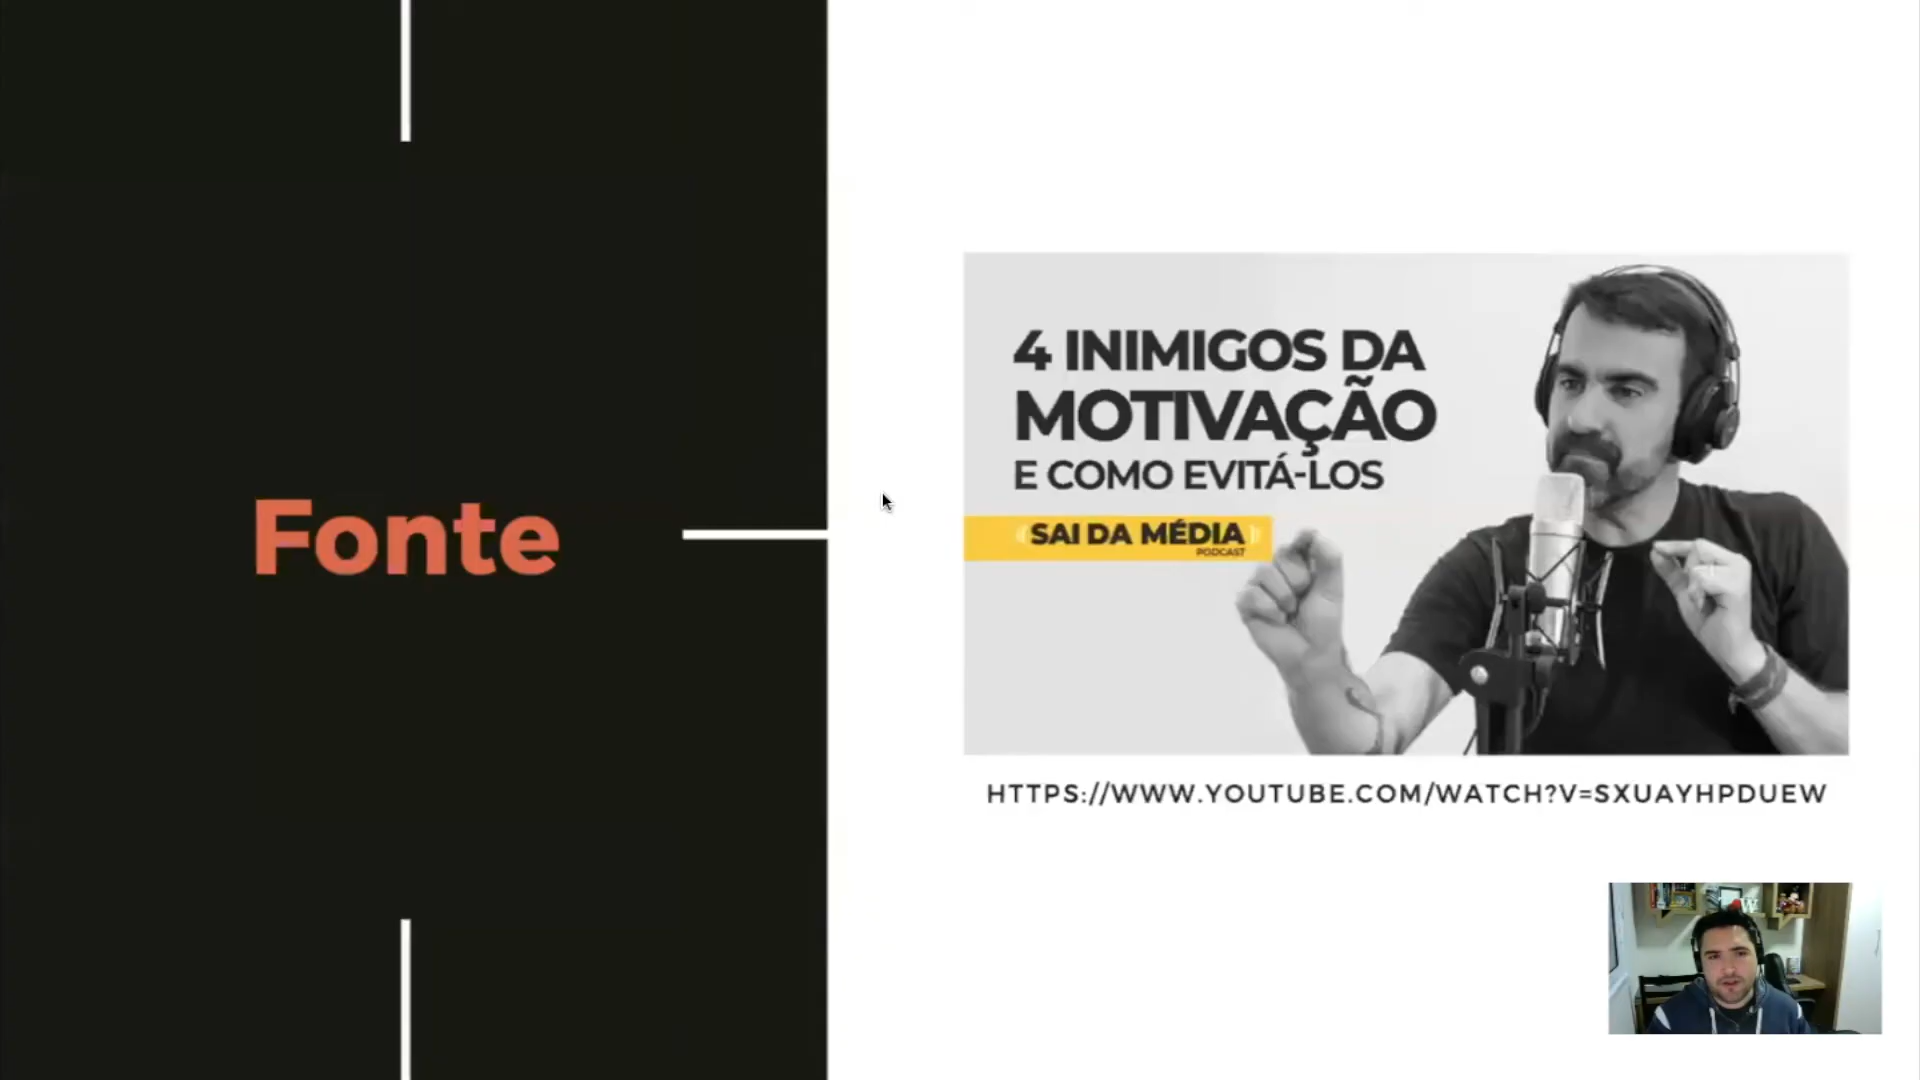 Fonte
4 INIMIGOS DA
MOTIVAÇÃO
E COMO EVITÁ-LOS
SAI DA MÉDIA
PODCAST
HTTPS://WWW.YOUTUBE.COM/WATCH?V=SXUAYHPDUEW